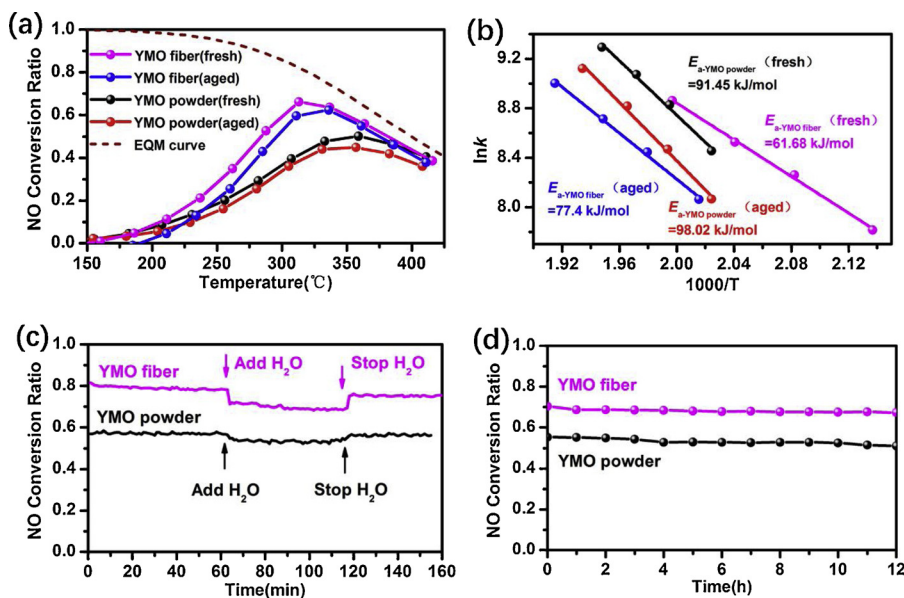 (a)
NO Conversion Ratio
1.0
0.8
0.6
0.4
0.2
0.0
YMO fiber(fresh)
YMO fiber(aged)
YMO powder(fresh)
YMO powder(aged)
EQM curve
150 200 250 300 350 400
Temperature(℃)
(b)
lnk
9.2
8.8
8.4
8.0
Ea-YMO powder（fresh）
=91.45 kJ/mol
Ea-YMO fiber（fresh）
=61.68 kJ/mol
Ea-YMO fiber（aged）
=77.4 kJ/mol
Ea-YMO powder（aged）
=98.02 kJ/mol
1.92 1.96 2.00 2.04 2.08 2.12
1000/T
(c)
NO Conversion Ratio
1.0
0.8
0.6
0.4
0.2
0.0
YMO fiber
Add H2O
Stop H2O
YMO powder
Add H2O
Stop H2O
0 20 40 60 80 100 120 140 160
Time(min)
(d)
NO Conversion Ratio
1.0
0.8
0.6
0.4
0.2
0.0
YMO fiber
YMO powder
0 2 4 6 8 10 12
Time(h)